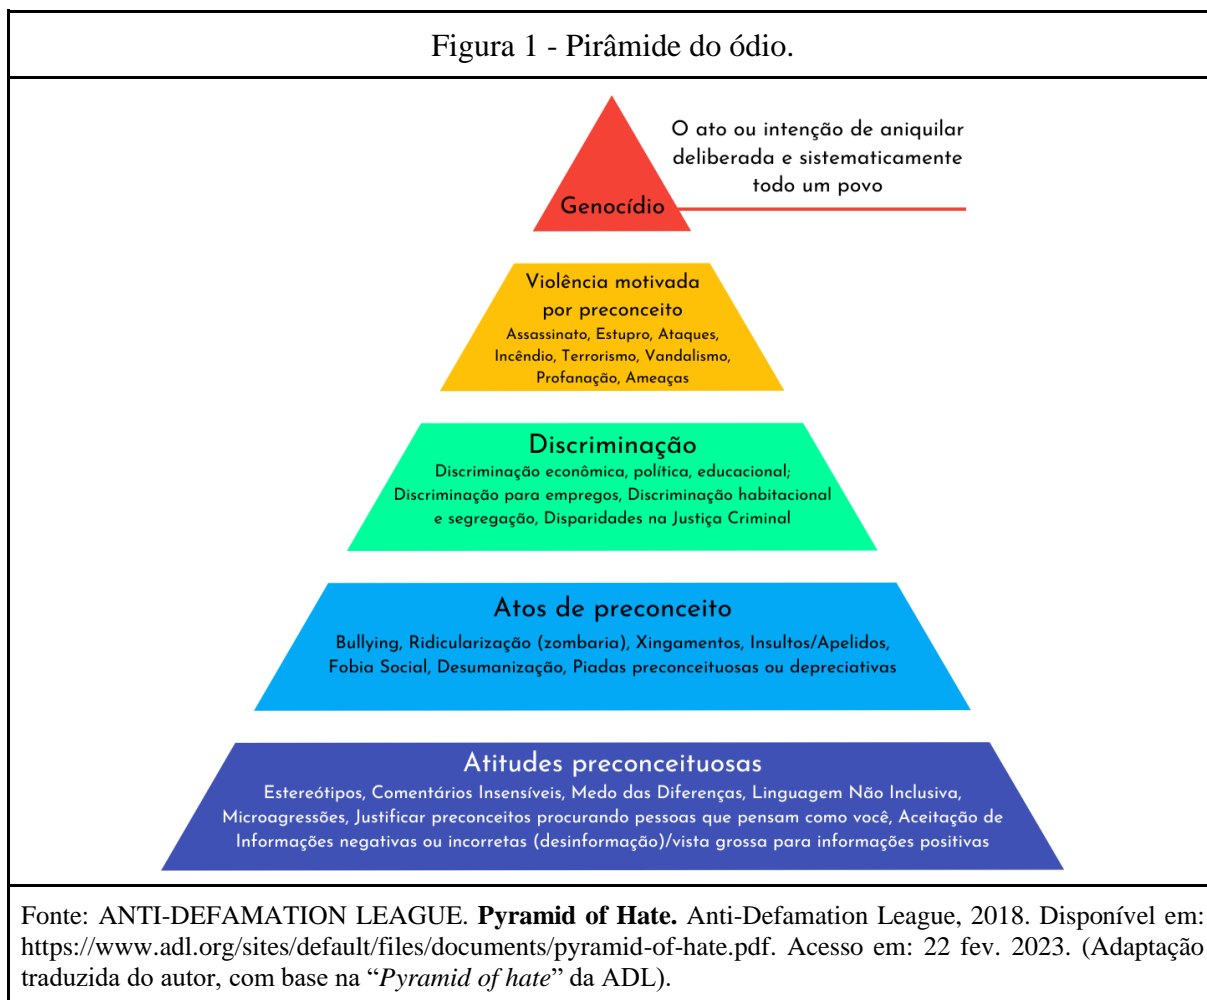 Figura 1 - Pirâmide do ódio.
O ato ou intenção de aniquilar
deliberada e sistematicamente
todo um povo
Genocídio
Violência motivada
por preconceito
Assassinato, Estupro, Ataques,
Incêndio, Terrorismo, Vandalismo,
Profanação, Ameaças
Discriminação
Discriminação econômica, política, educacional;
Discriminação para empregos, Discriminação habitacional
e segregação, Disparidades na Justiça Criminal
Atos de preconceito
Bullying, Ridicularização (zombaria), Xingamentos, Insultos/Apelidos,
Fobia Social, Desumanização, Piadas preconceituosas ou depreciativas
Atitudes preconceituosas
Estereótipos, Comentários Insensíveis, Medo das Diferenças, Linguagem Não Inclusiva,
Microagressões, Justificar preconretos procurando pessoas que pensam como você, Aceitação de
Informações negativas ou incorretas (desinformação)/vista grossa para informações positivas
Fonte: ANTI-DEFAMATION LEAGUE. Pyramid of Hate. Anti-Defamation League, 2018. Disponível em:
https://www.adl.org/sites/default/files/documents/pyramid-of-hate.pdf. Acesso em: 22 fev. 2023. (Adaptação
traduzida do autor, com base na “Pyramid of hate” da ADL).